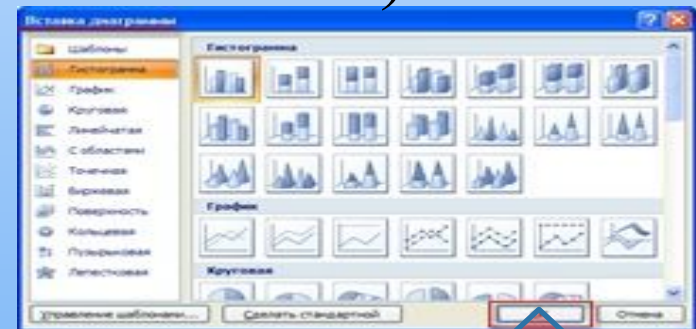 )
Вставка диаграммы
Шаблоны
Гистограмма
График
Круговая
Линейчатая
С областями
Точечная
Биржевая
Поверхность
Кольцевая
Пузырьковая
Лепестковая
Гистограмма
График
Круговая
Управление шаблонами...
Сделать стандартной
Отмена